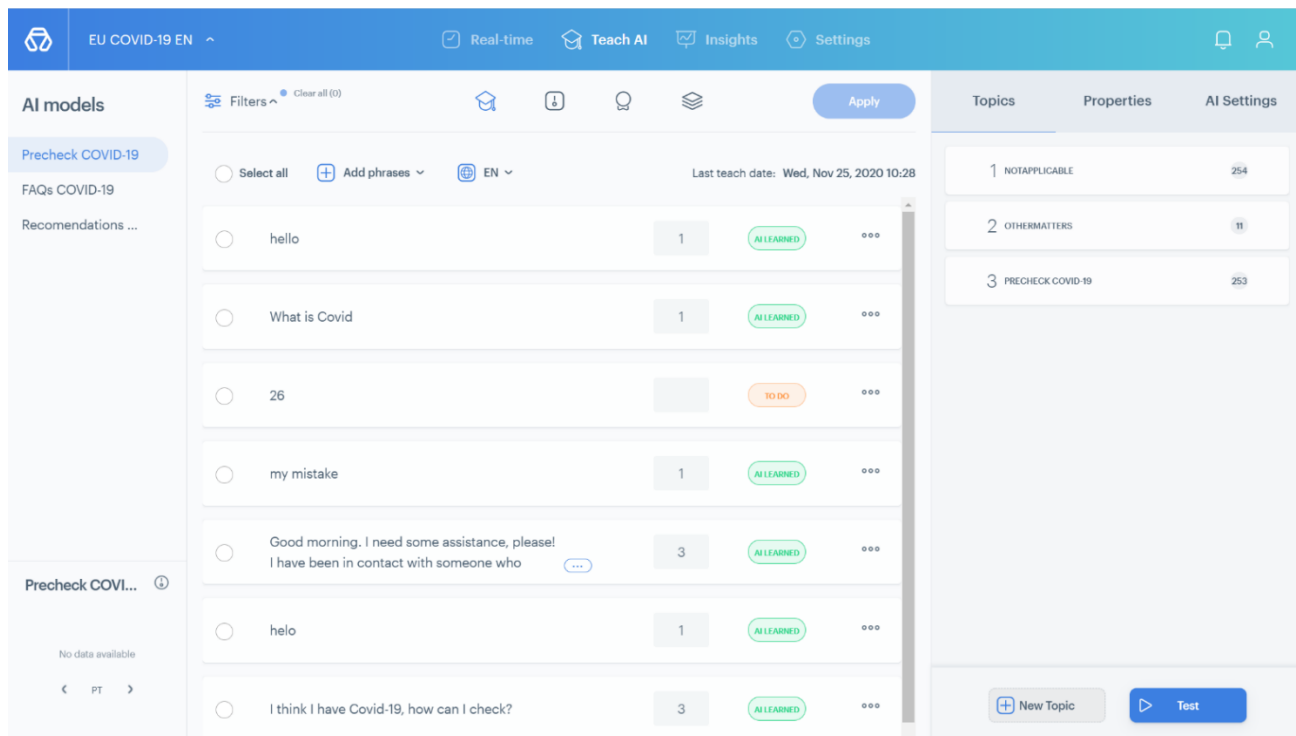 EU COVID-19 EN
Real-time
Teach AI
Insights
Settings
AI models
Precheck COVID-19
FAQs COVID-19
Recomendations ...
Precheck COVI...
No data available
PT
Filters
Clear all (0)
Apply
Select all
Add phrases
EN
Last teach date: Wed, Nov 25, 2020 10:28
hello 1 AI LEARNED
What is Covid 1 AI LEARNED
26 TO DO
my mistake 1 AI LEARNED
Good morning. I need some assistance, please!
I have been in contact with someone who ... 3 AI LEARNED
helo 1 AI LEARNED
I think I have Covid-19, how can I check? 3 AI LEARNED
Topics Properties AI Settings
1 NOTAPPLICABLE 254
2 OTHERMATTERS 11
3 PRECHECK COVID-19 253
New Topic
Test